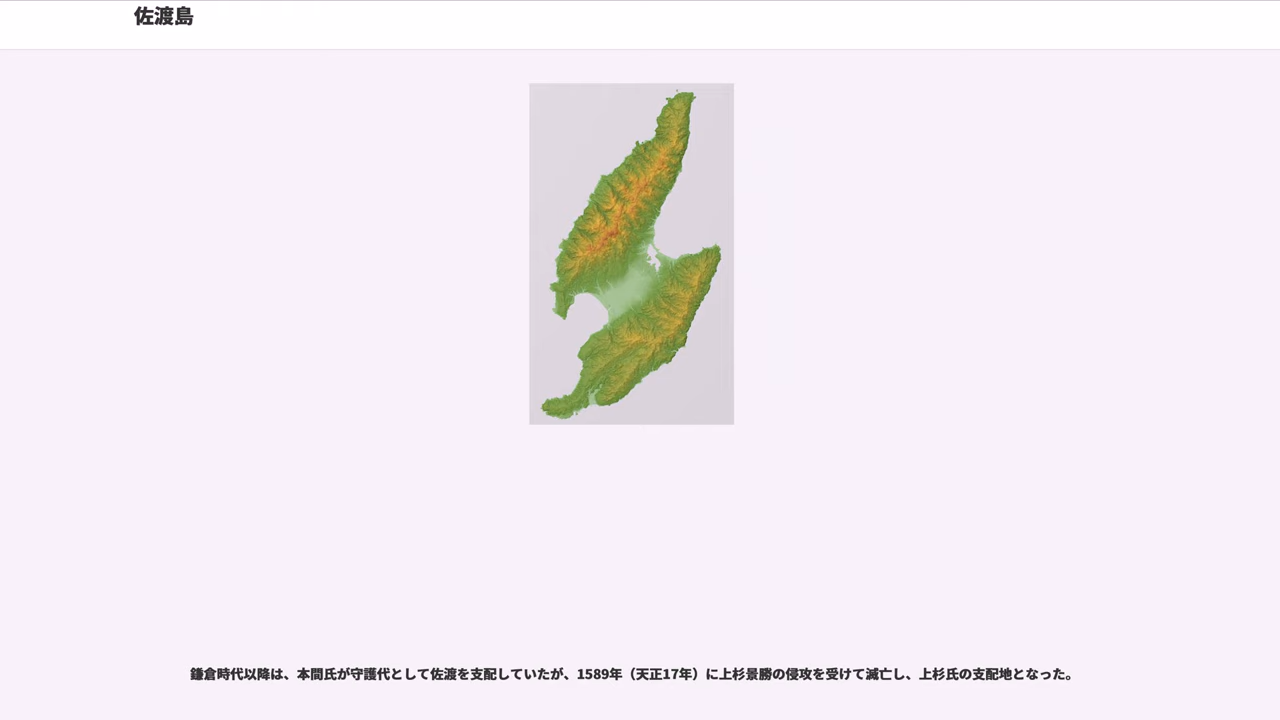 佐渡島
鎌倉時代以降は、本間氏が守護代として佐渡を支配していたが、1589年（天正17年）に上杉景勝の侵攻を受けて滅亡し、上杉氏の支配地となった。